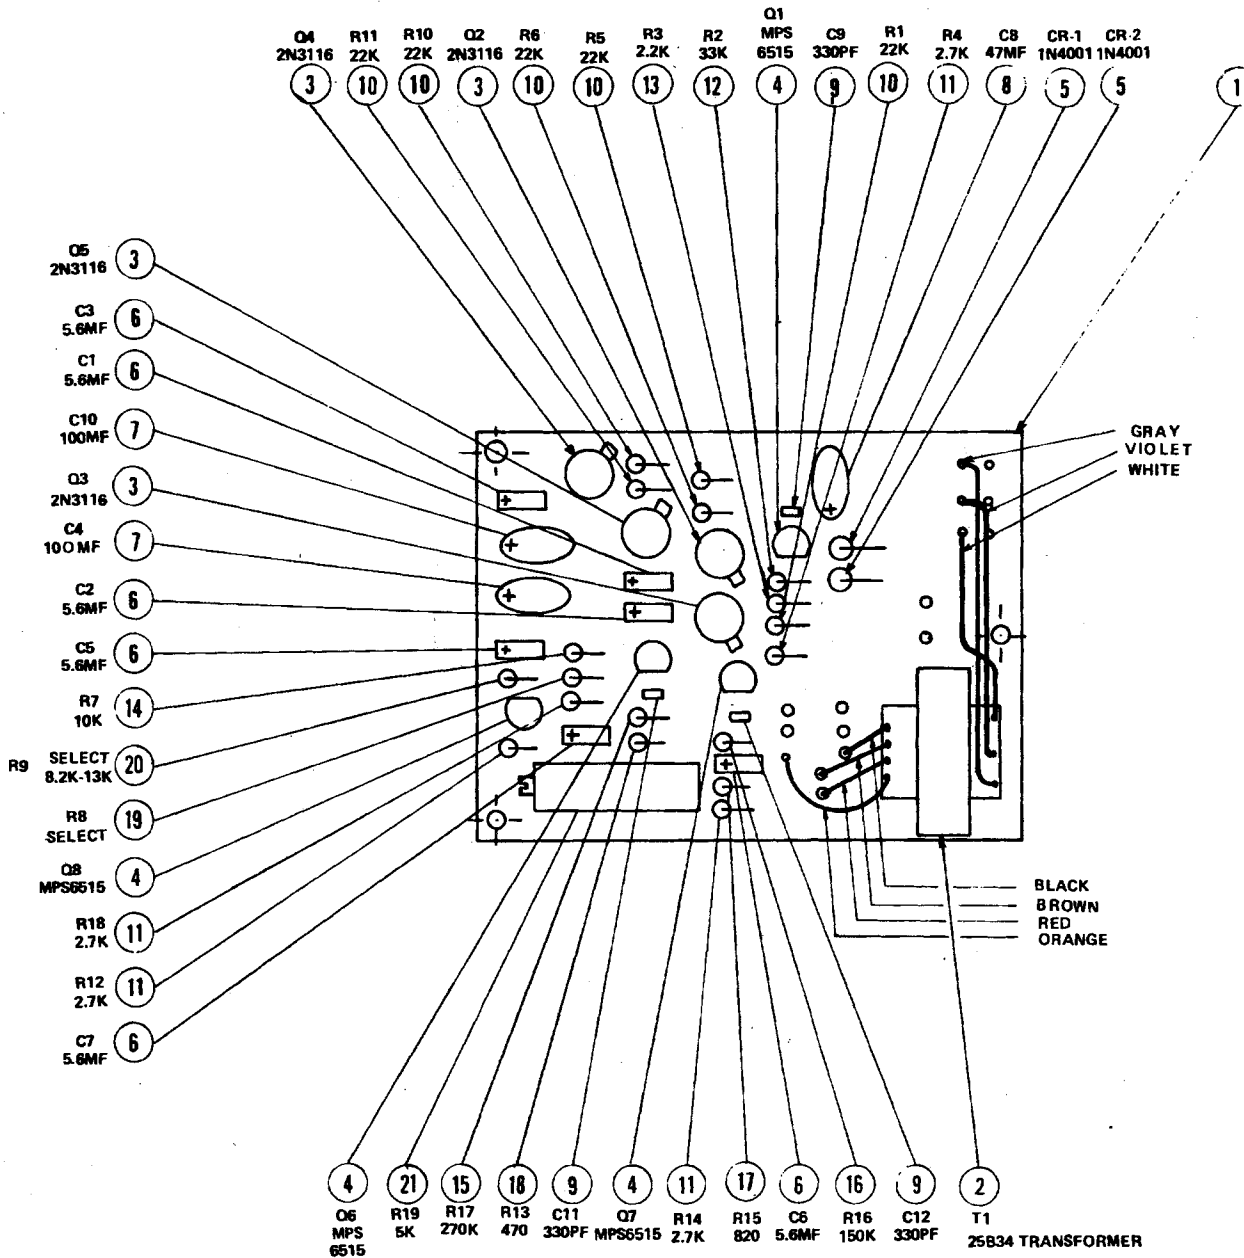 Q4
2N3116
3
R11
22K
10
R10
22K
10
Q2
2N3116
3
R6
22K
10
R5
22K
10
R3
2.2K
13
R2
33K
12
Q1
MPS
6515
4
C9
330PF
9
R1
22K
10
R4
2.7K
11
C8
47MF
8
CR-1
1N4001
5
CR-2
1N4001
5
1
Q5
2N3116
3
C3
5.6MF
6
C1
5.6MF
6
C10
100MF
7
Q3
2N3116
3
C4
100MF
7
C2
5.6MF
6
C5
5.6MF
6
R7
10K
14
R9
SELECT
8.2K-13K
20
R8
SELECT
19
Q8
MPS6515
4
R18
2.7K
11
R12
2.7K
11
C7
5.6MF
6
GRAY
VIOLET
WHITE
+
+
+
+
+
+
+
+
+
BLACK
BROWN
RED
ORANGE
4
Q6
MPS
6515
21
R19
5K
15
R17
270K
18
R13
470
9
C11
330PF
4
Q7
MPS6515
11
R14
2.7K
17
R15
820
6
C6
5.6MF
16
R16
150K
9
C12
330PF
2
T1
25B34 TRANSFORMER